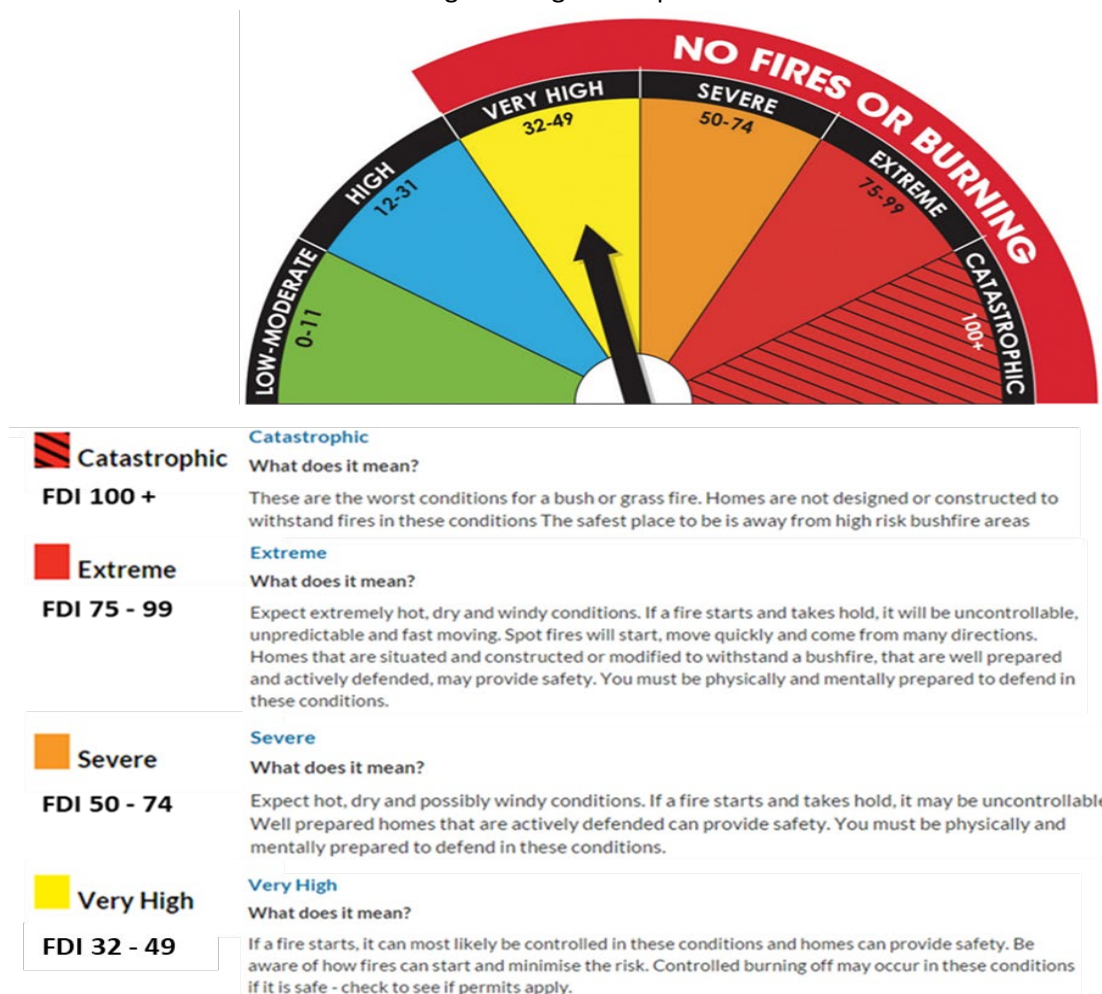 NO FIRES OR BURNING
LOW-MODERATE
0-11
HIGH
12-31
VERY HIGH
32-49
SEVERE
50-74
EXTREME
75-99
CATASTROPHIC
100+
Catastrophic
FDI 100 +
Catastrophic
What does it mean?
These are the worst conditions for a bush or grass fire. Homes are not designed or constructed to
withstand fires in these conditions The safest place to be is away from high risk bushfire areas
Extreme
FDI 75 - 99
Extreme
What does it mean?
Expect extremely hot, dry and windy conditions. If a fire starts and takes hold, it will be uncontrollable,
unpredictable and fast moving. Spot fires will start, move quickly and come from many directions.
Homes that are situated and constructed or modified to withstand a bushfire, that are well prepared
and actively defended, may provide safety. You must be physically and mentally prepared to defend in
these conditions.
Severe
FDI 50 - 74
Severe
What does it mean?
Expect hot, dry and possibly windy conditions. If a fire starts and takes hold, it may be uncontrollable
Well prepared homes that are actively defended can provide safety. You must be physically and
mentally prepared to defend in these conditions.
Very High
FDI 32 - 49
Very High
What does it mean?
If a fire starts, it can most likely be controlled in these conditions and homes can provide safety. Be
aware of how fires can start and minimise the risk. Controlled burning off may occur in these conditions
if it is safe - check to see if permits apply.